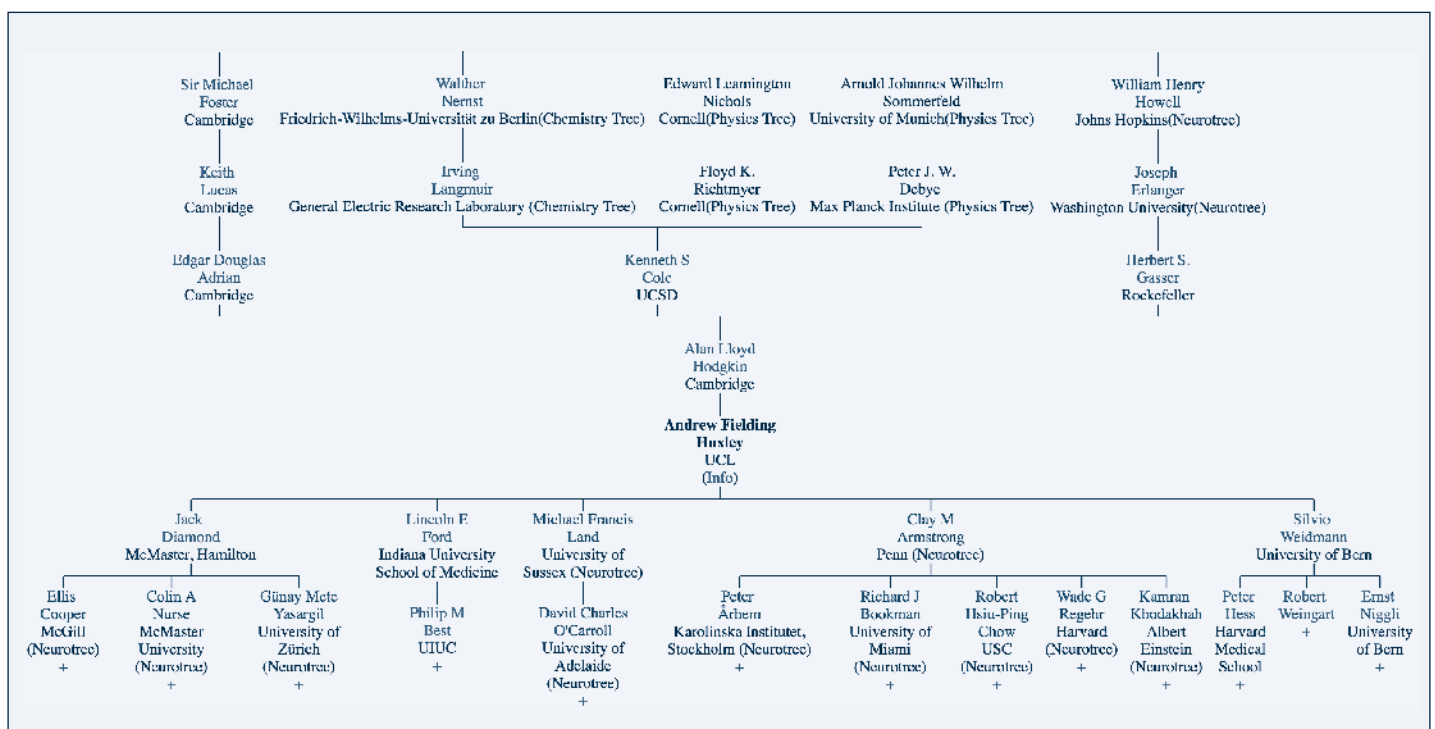 Sir Michael
Foster
Cambridge
Walther
Nernst
Friedrich-Wilhelms-Universität zu Berlin(Chemistry Tree)
Edward Leamington
Nichols
Cornell(Physics Tree)
Arnold Johannes Wilhelm
Sommerfeld
University of Munich(Physics Tree)
William Henry
Howell
Johns Hopkins(Neurotree)
Keith
Lucas
Cambridge
Irving
Langmuir
General Electric Research Laboratory (Chemistry Tree)
Floyd K.
Richtmyer
Cornell(Physics Tree)
Peter J. W.
Debye
Max Planck Institute (Physics Tree)
Joseph
Erlanger
Washington University(Neurotree)
Edgar Douglas
Adrian
Cambridge
Kenneth S
Cole
UCSD
Herbert S.
Gasser
Rockefeller
Alan Lloyd
Hodgkin
Cambridge
Andrew Fielding
Huxley
UCL
(Info)
Jack
Diamond
McMaster, Hamilton
Lincoln E
Ford
Indiana University
School of Medicine
Michael Francis
Land
University of
Sussex (Neurotree)
Clay M
Armstrong
Penn (Neurotree)
Silvio
Weidmann
University of Bern
Ellis
Cooper
McGill
(Neurotree)
+
Colin A
Nurse
McMaster
University
(Neurotree)
+
Günay Mete
Yasargil
University of
Zürich
(Neurotree)
+
Philip M
Best
UIUC
+
David Charles
O'Carroll
University of
Adelaide
(Neurotree)
+
Peter
Århem
Karolinska Institutet,
Stockholm (Neurotree)
+
Richard J
Bookman
University of
Miami
(Neurotree)
+
Robert
Hsiu-Ping
Chow
USC
(Neurotree)
+
Wade G
Regehr
Harvard
(Neurotree)
+
Kamran
Khodakhah
Albert
Einstein
(Neurotree)
+
Peter
Hess
Harvard
Medical
School
+
Robert
Weingart
+
Ernst
Niggli
University
of Bern
+